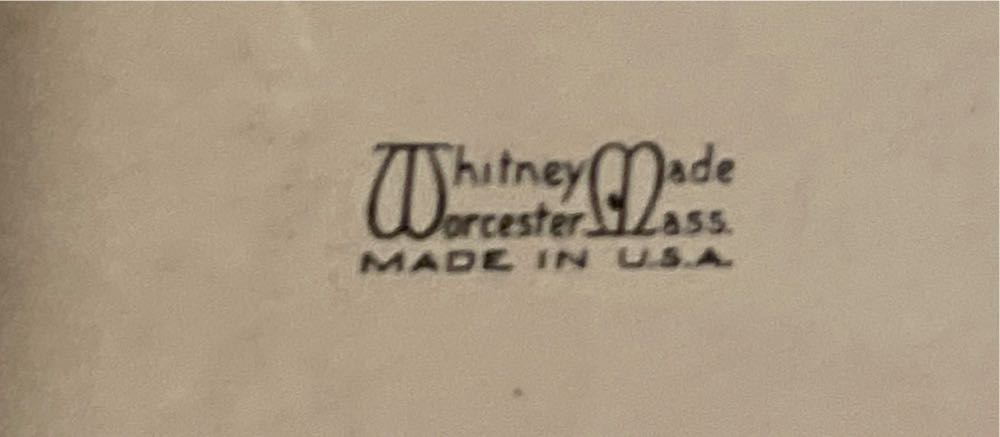 Whitney Made
Worcester Mass.
MADE IN U.S.A.